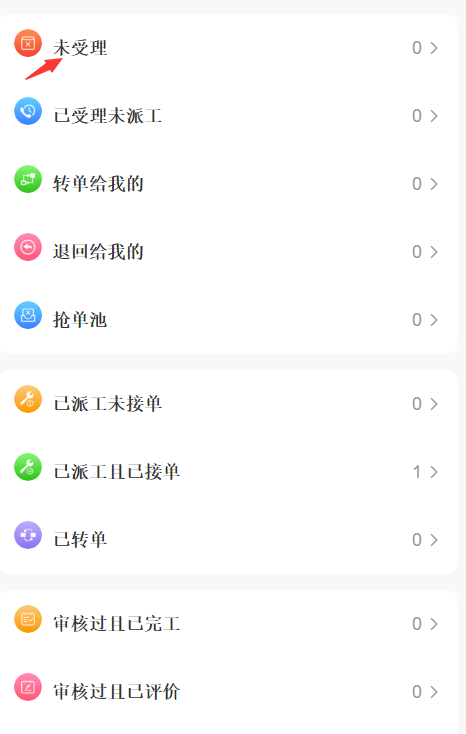 未受理 0
已受理未派工 0
转单给我的 0
退回给我的 0
抢单池 0
已派工未接单 0
已派工且已接单 1
已转单 0
审核过且已完工 0
审核过且已评价 0